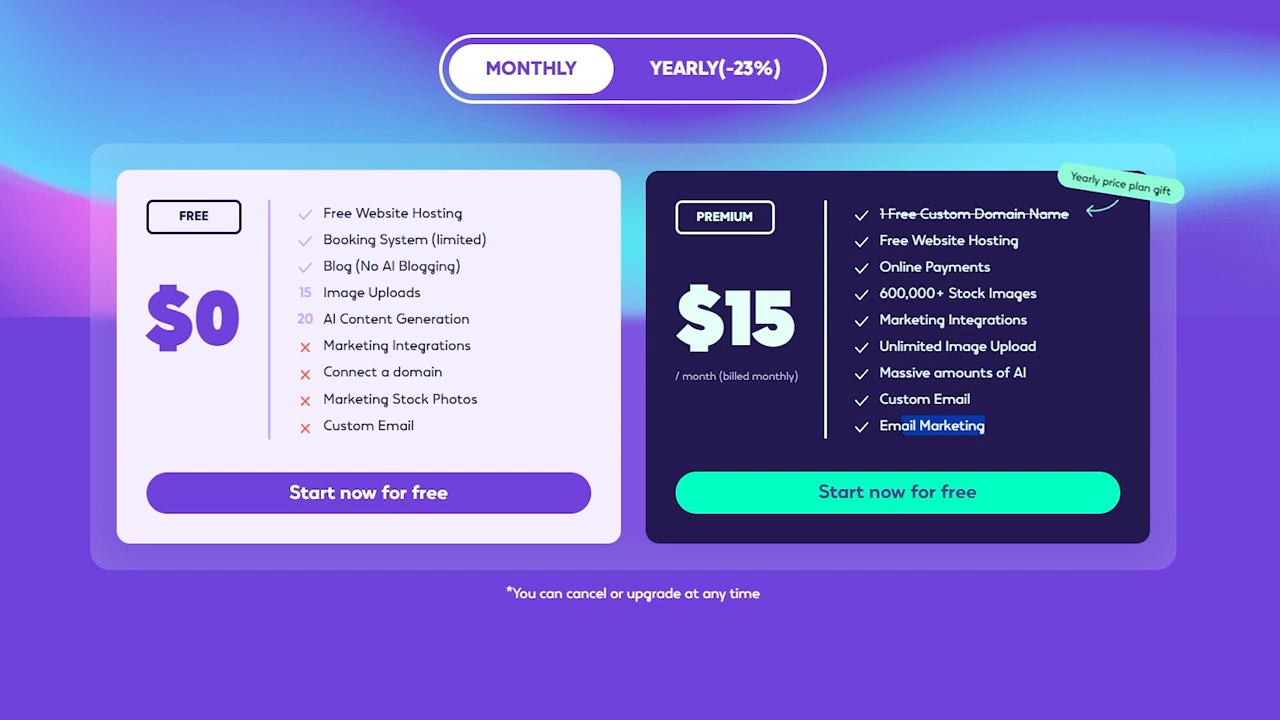 MONTHLY
YEARLY(-23%)
FREE
$0
Free Website Hosting
Booking System (limited)
Blog (No AI Blogging)
15 Image Uploads
20 AI Content Generation
Marketing Integrations
Connect a domain
Marketing Stock Photos
Custom Email
Start now for free
Yearly price plan gift
PREMIUM
$15
/ month (billed monthly)
1 Free Custom Domain Name
Free Website Hosting
Online Payments
600,000+ Stock Images
Marketing Integrations
Unlimited Image Upload
Massive amounts of AI
Custom Email
Email Marketing
Start now for free
*You can cancel or upgrade at any time